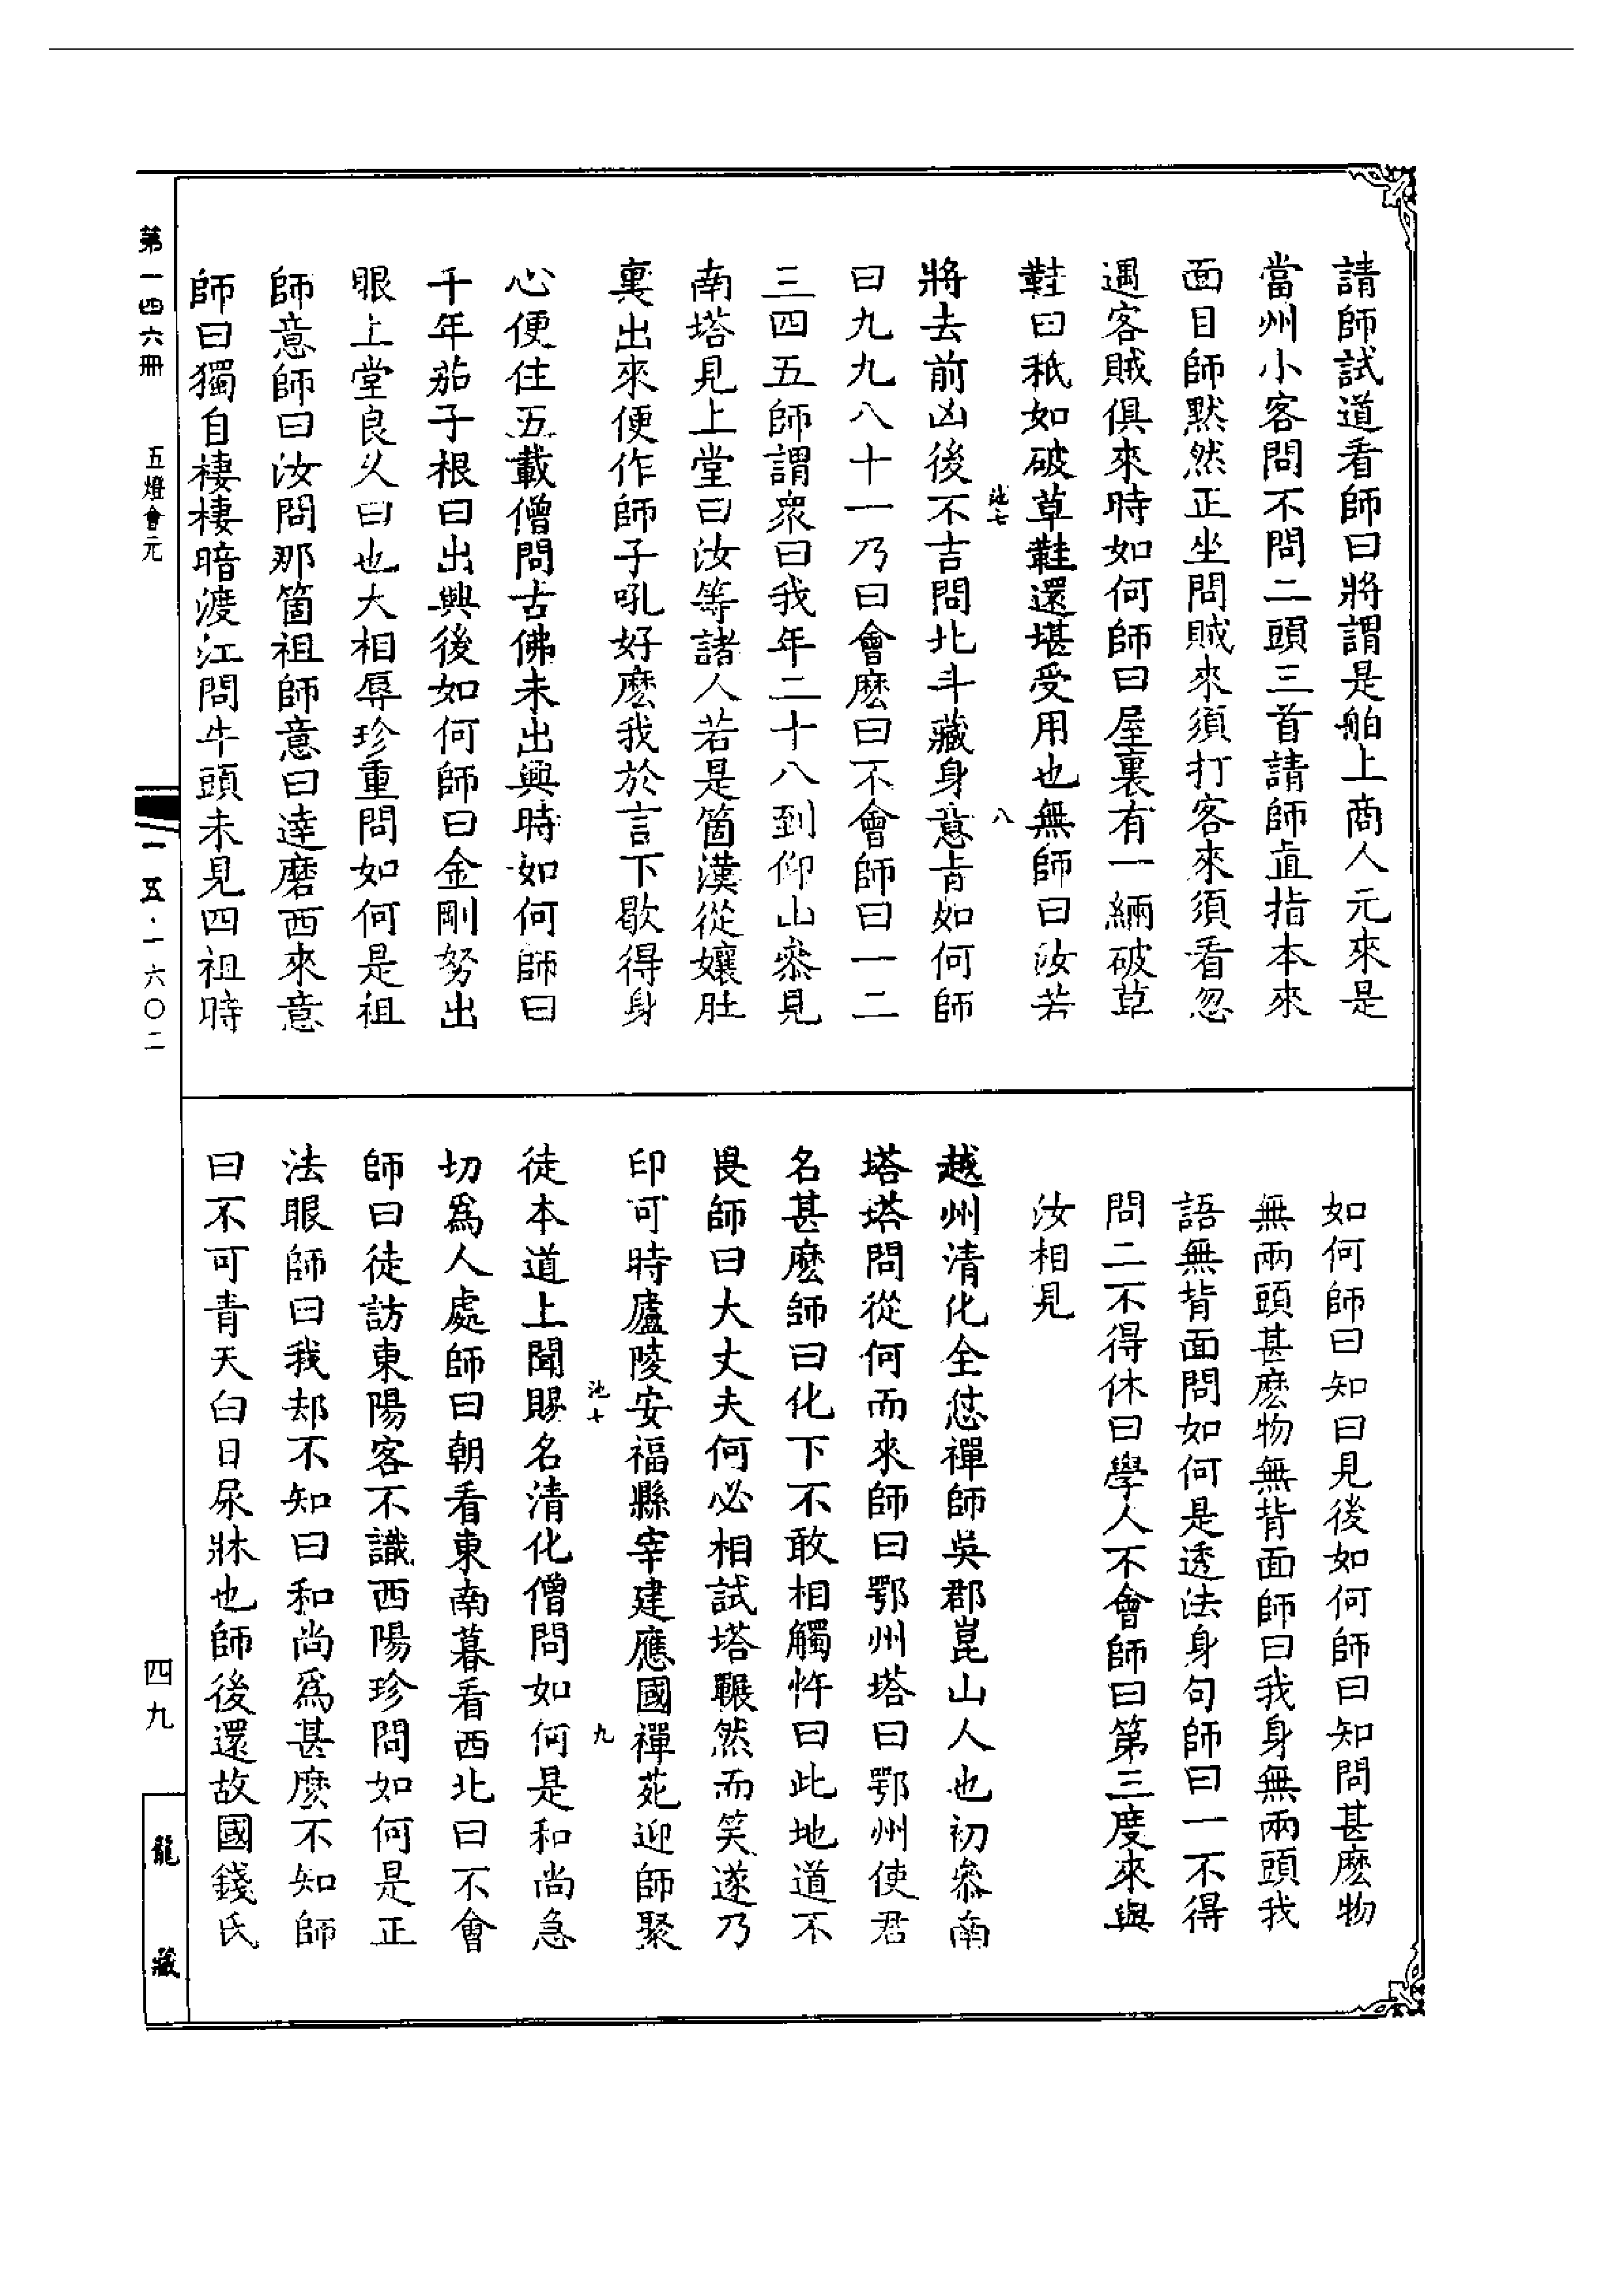 請師試道看師曰將謂是舶上商人元來是
當州小客問不問二頭三首請師直指本來
面目師默然正坐問賊來須打客來須看忽
遇客賊俱來時如何師曰屋裏有一緉破草
鞋曰秖如破草鞋還堪受用也無師曰汝若
池七 八
將去前凶後不吉問北斗藏身意旨如何師
曰九九八十一乃曰會麽曰不會師曰一二
三四五師謂衆曰我年二十八到仰山叅見
南塔見上堂曰汝等諸人若是箇漢從孃肚
裏出來便作師子吼好麽我於言下歇得身
心便住五載僧問古佛未出興時如何師曰
千年茄子根曰出興後如何師曰金剛努出
眼上堂良乆曰也大相辱珍重問如何是祖
師意師曰汝問那箇祖師意曰達磨西來意
師曰獨自棲棲暗渡江問牛頭未見四祖時
如何師曰知曰見後如何師曰知問甚麽物
無兩頭甚麽物無背面師曰我身無兩頭我
語無背面問如何是透法身句師曰一不得
問二不得休曰學人不會師曰第三度來與
汝相見
越州清化全怤禪師吳郡崑山人也初叅南
塔塔問從何而來師曰鄂州塔曰鄂州使君
名甚麽師曰化下不敢相觸忤曰此地道不
畏師曰大丈夫何必相試塔囅然而笑遂乃
印可時廬陵安福縣宰建應國禪苑迎師聚
池七 九
徒本道上聞賜名清化僧問如何是和尚急
切爲人處師曰朝看東南暮看西北曰不會
師曰徒訪東陽客不識西陽珍問如何是正
法眼師曰我却不知曰和尚爲甚麽不知師
曰不可青天白日尿牀也師後還故國錢氏
第一四六冊 五燈會元 一五·一六〇二 四九
龍藏